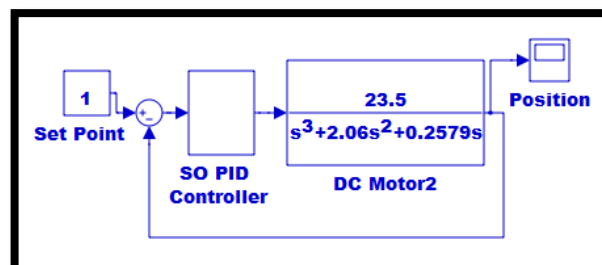 1
Set Point
+
-
SO PID
Controller
23.5
s³+2.06s²+0.2579s
DC Motor2
Position